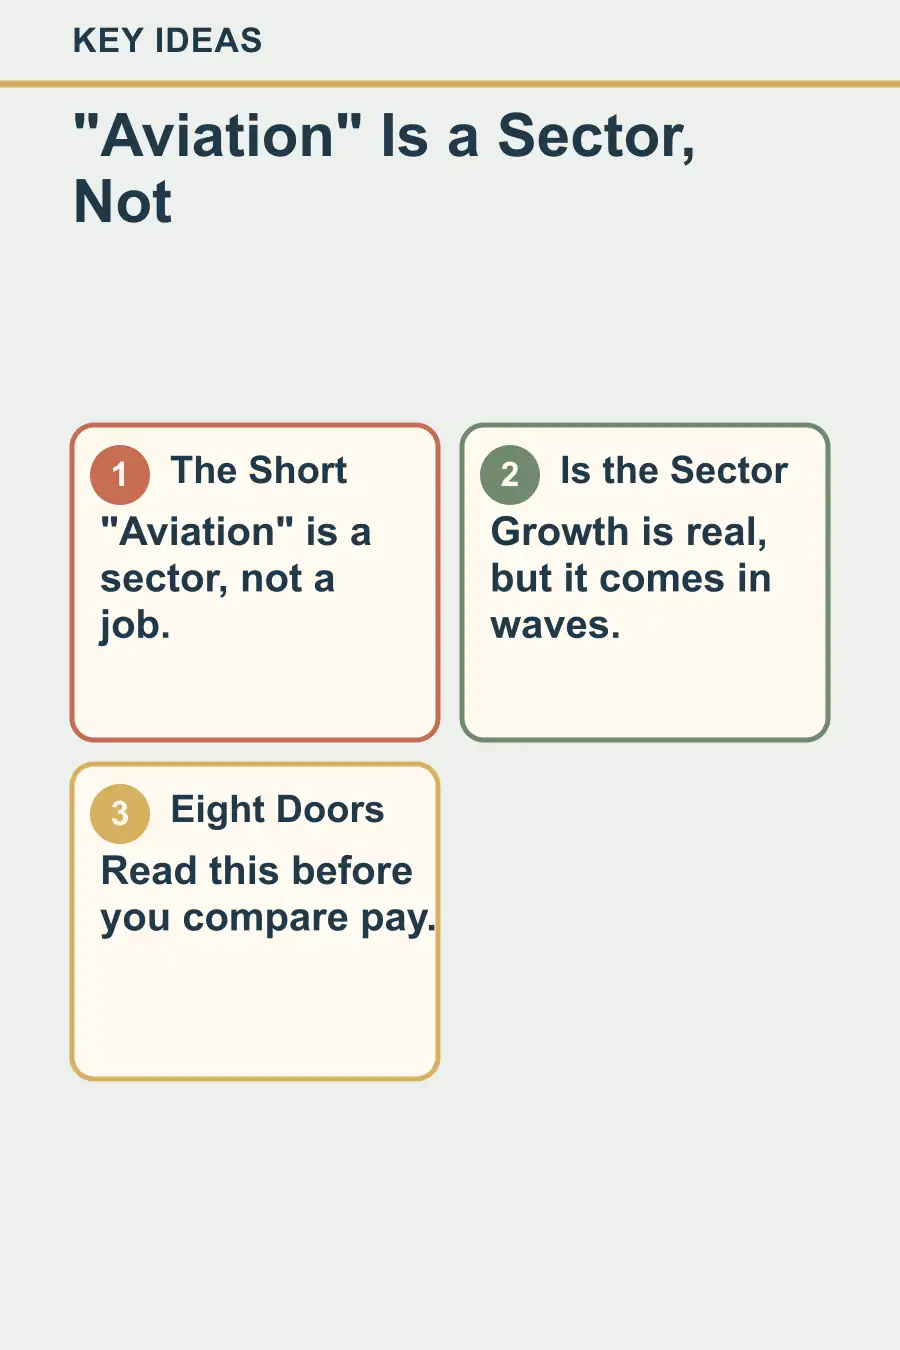 KEY IDEAS
"Aviation" Is a Sector,
Not
1 The Short
"Aviation" is a
sector, not a
job.
2 Is the Sector
Growth is real,
but it comes in
waves.
3 Eight Doors
Read this before
you compare pay.